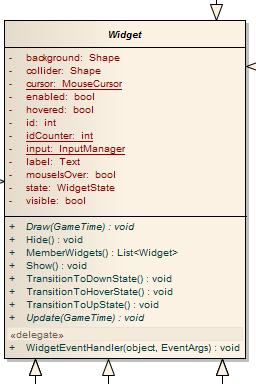 Widget
- background: Shape
- collider: Shape
- cursor: MouseCursor
- enabled: bool
- hovered: bool
- id: int
- idCounter: int
- input: InputManager
- label: Text
- mouseIsOver: bool
- state: WidgetState
- visible: bool
+ Draw(GameTime) : void
+ Hide() : void
+ MemberWidgets() : List<Widget>
+ Show() : void
+ TransitionToDownState() : void
+ TransitionToHoverState() : void
+ TransitionToUpState() : void
+ Update(GameTime) : void
«delegate»
+ WidgetEventHandler(object, EventArgs) : void